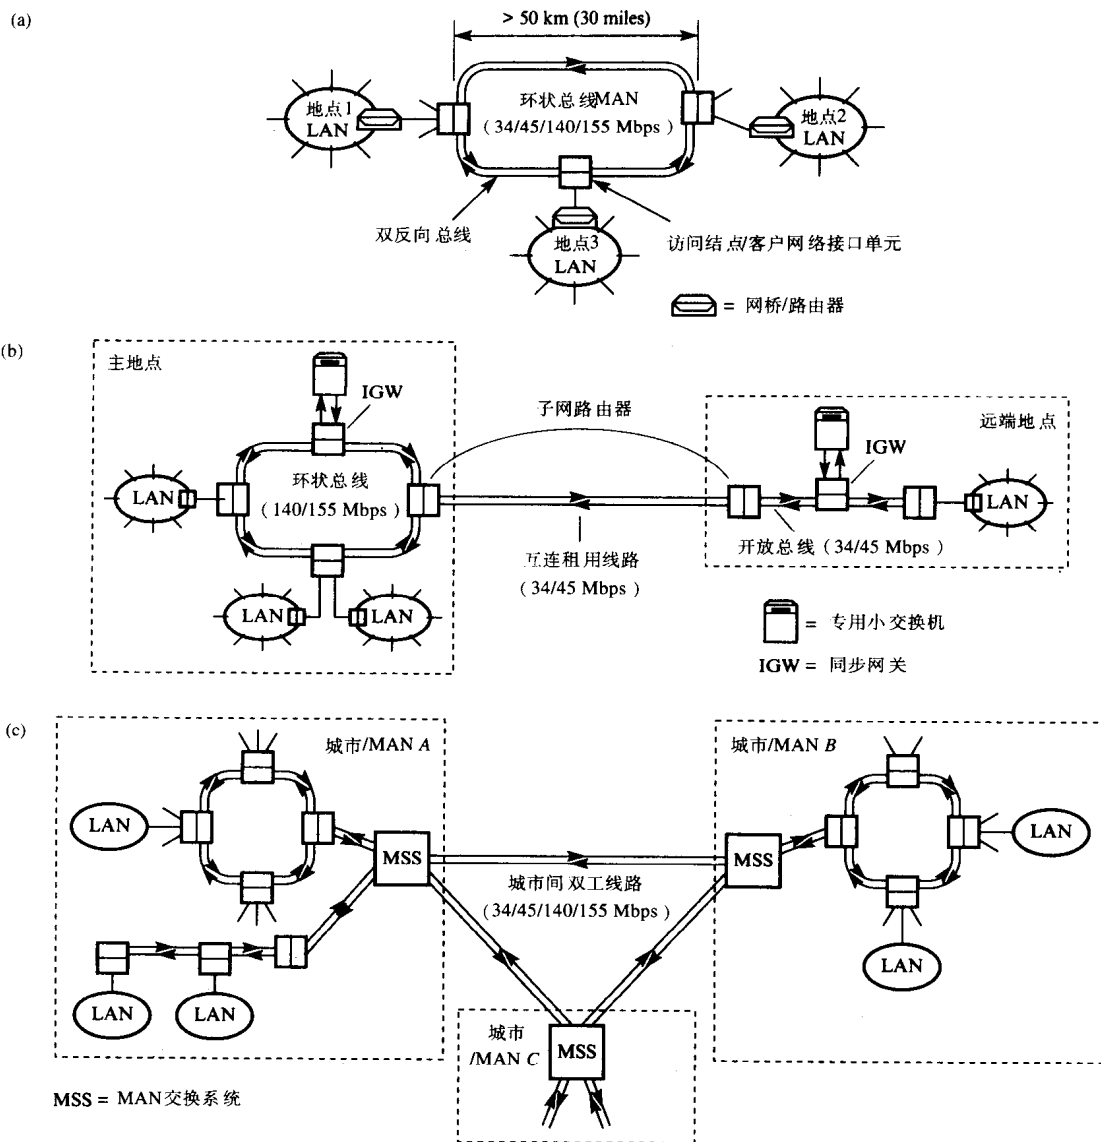 (a)
> 50 km (30 miles)
地点1
LAN
环状总线MAN
(34/45/140/155 Mbps)
地点2
LAN
双反向总线
地点3
LAN
访问结点/客户网络接口单元
= 网桥/路由器
(b)
主地点
IGW
子网路由器
远端地点
IGW
LAN
环状总线
(140/155 Mbps)
LAN
互连租用线路
(34/45 Mbps)
开放总线 (34/45 Mbps)
LAN
LAN
= 专用小交换机
IGW = 同步网关
(c)
城市/MAN A
城市/MAN B
LAN
LAN
MSS
MSS
城市间双工线路
(34/45/140/155 Mbps)
LAN
LAN
LAN
城市
/MAN C
MSS
MSS = MAN交换系统